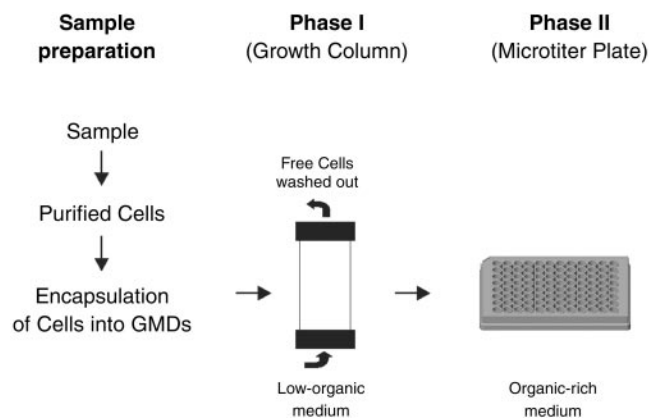 Sample
preparation
Phase I
(Growth Column)
Phase II
(Microtiter Plate)
Sample
Purified Cells
Encapsulation
of Cells into GMDs
Free Cells
washed out
Low-organic
medium
Organic-rich
medium